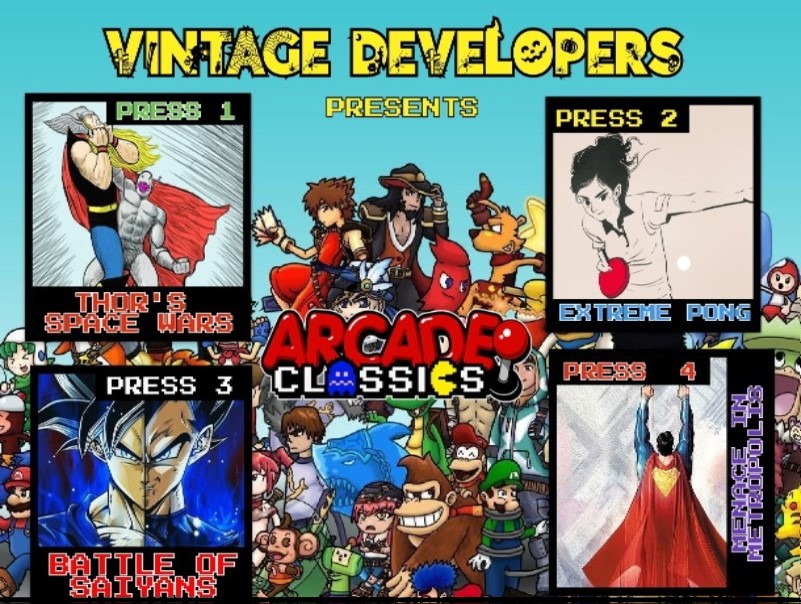 VINTAGE DEVELOPERS
PRESENTS
PRESS 1
THOR'S
SPACE WARS
PRESS 2
EXTREME PONG
ARCADE
CLASSICS
PRESS 3
BATTLE OF
SAIYANS
PRESS 4
MENACE IN
METROPOLIS